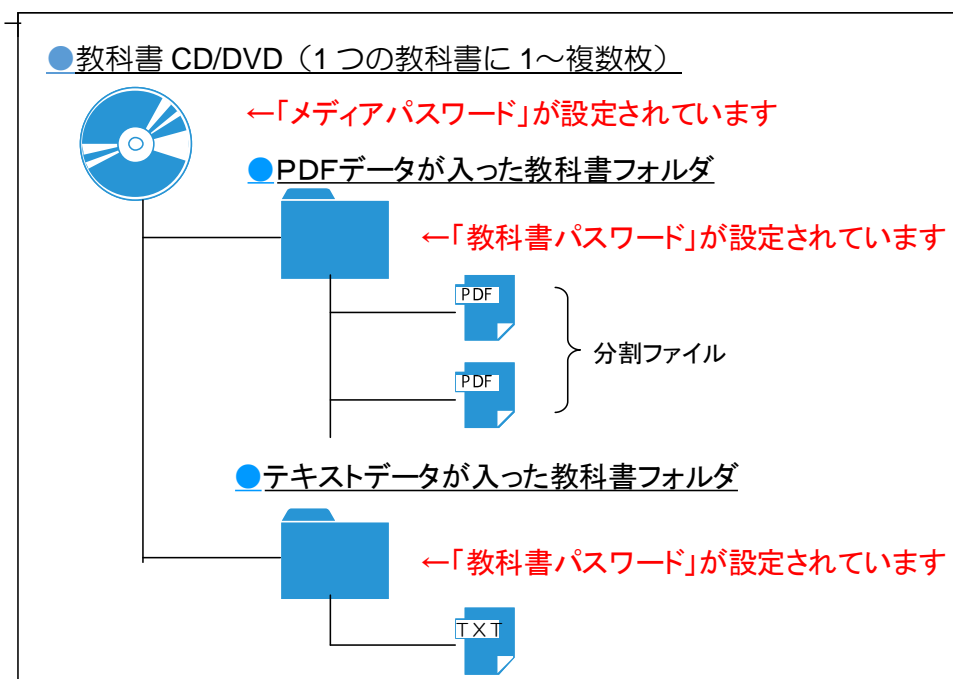 ●教科書 CD/DVD（1 つの教科書に 1～複数枚）
←「メディアパスワード」が設定されています
●ＰＤＦデータが入った教科書フォルダ
←「教科書パスワード」が設定されています
PDF
分割ファイル
PDF
●テキストデータが入った教科書フォルダ
←「教科書パスワード」が設定されています
ＴＸＴ